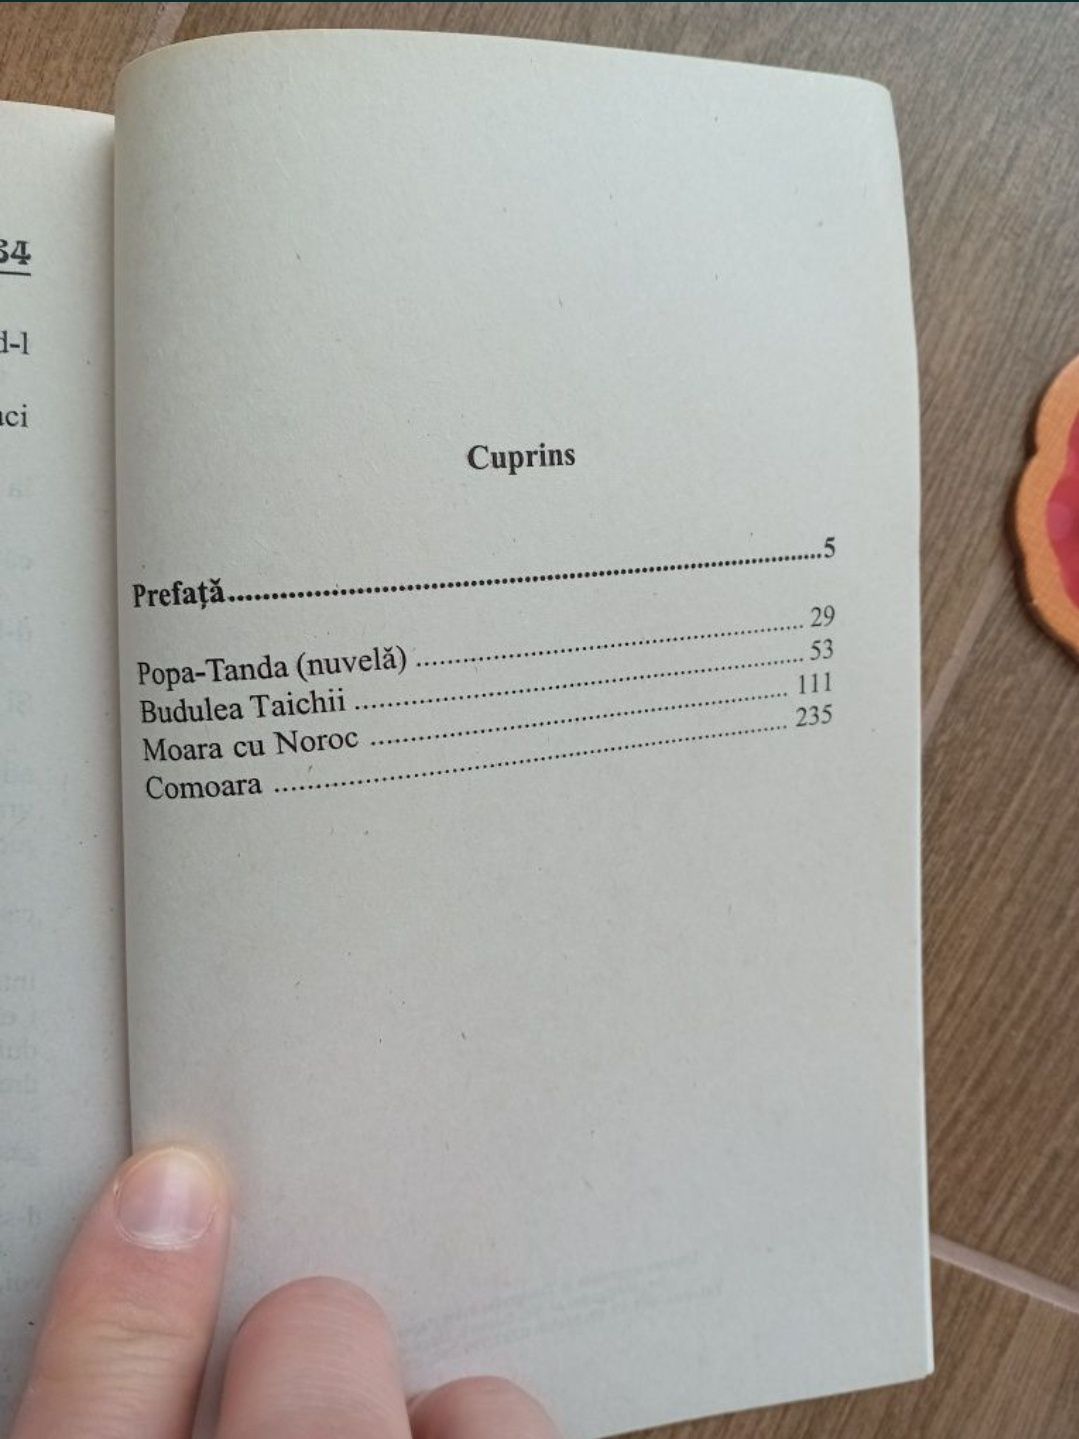 d-l
Cuprins
Prefață..........5
Popa-Tanda (nuvelă) .......... 29
Budulea Taichii .......... 53
Moara cu Noroc .......... 111
Comoara .......... 235